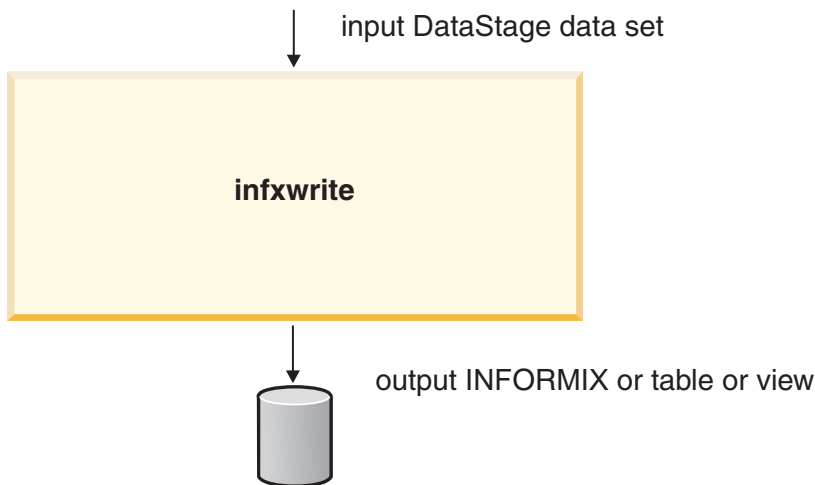 input DataStage data set
infxwrite
output INFORMIX or table or view